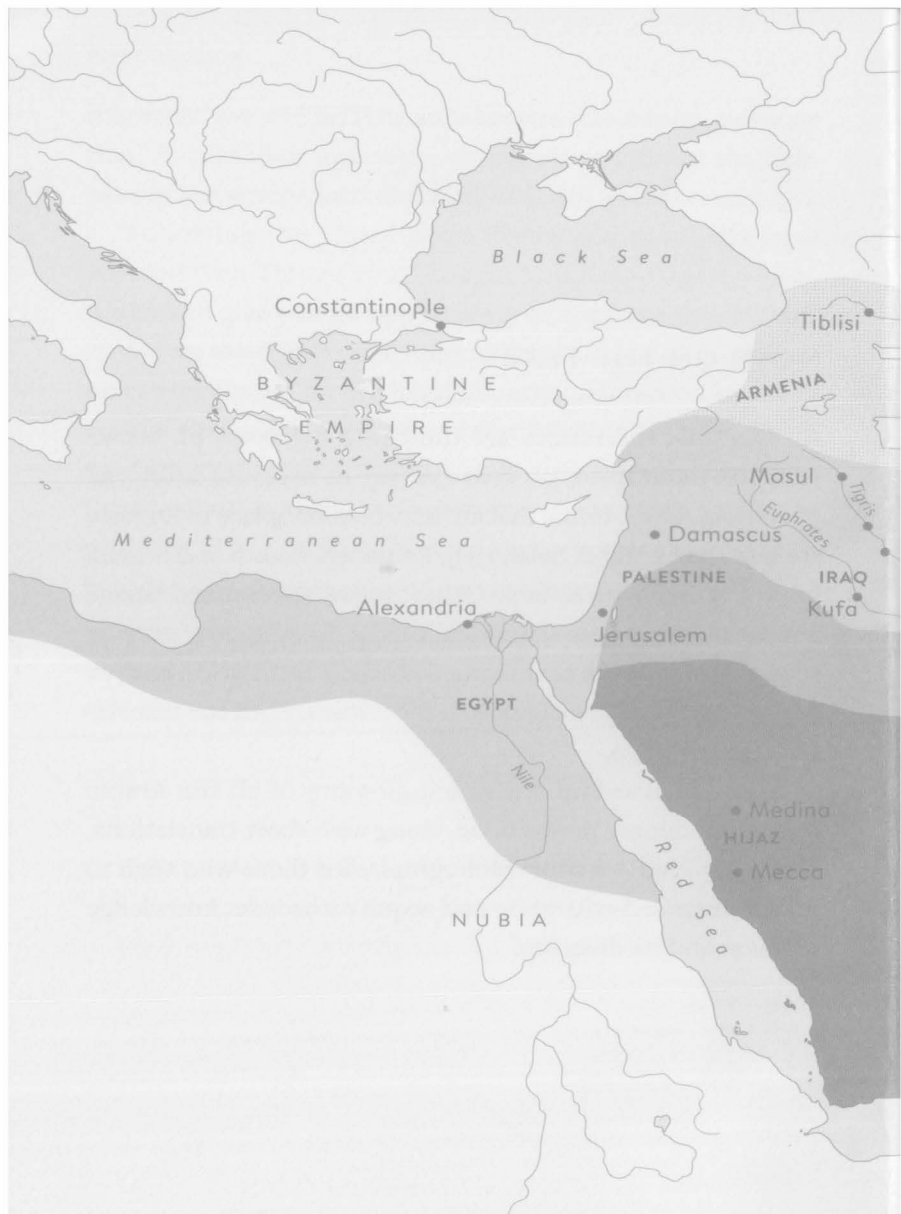 Black Sea
Constantinople
Tiblisi
BYZANTINE
EMPIRE
ARMENIA
Mosul
Tigris
Euphrates
Mediterranean Sea
Damascus
PALESTINE
IRAQ
Alexandria
Kufa
Jerusalem
EGYPT
Nile
Medina
HIJAZ
Mecca
Red Sea
NUBIA